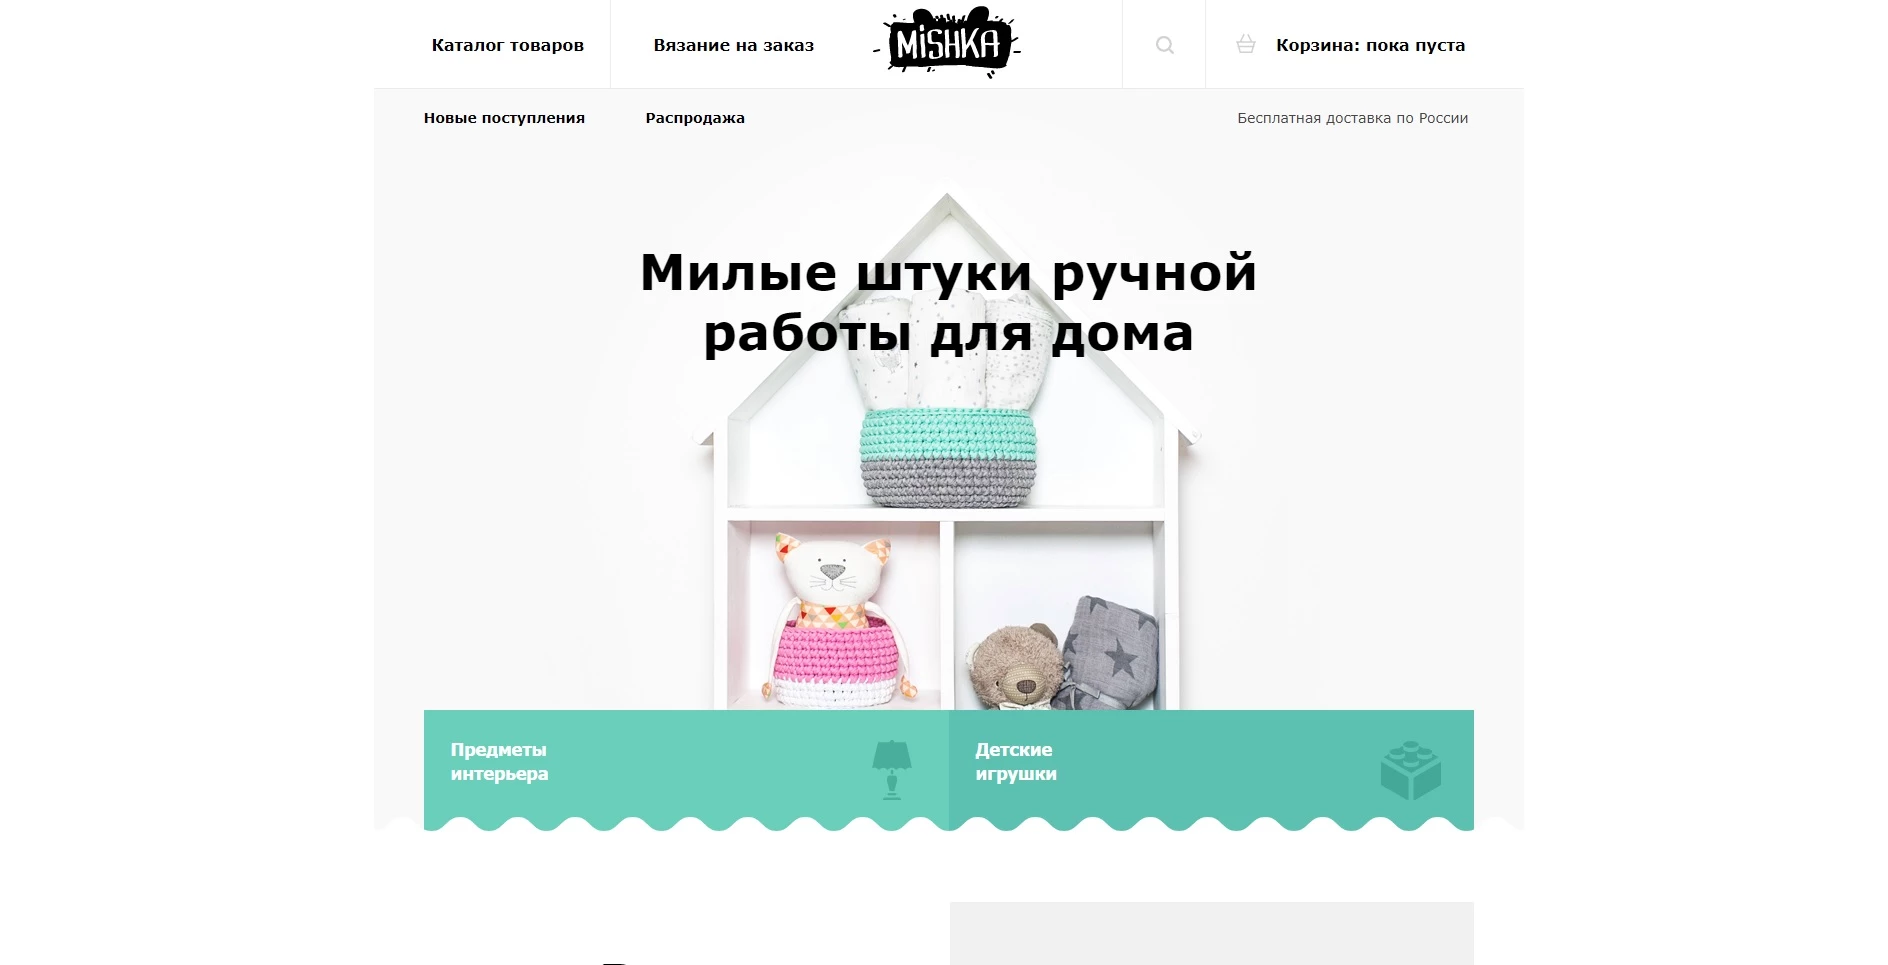 Каталог товаров
Вязание на заказ
MiSHKA
Корзина: пока пуста
Новые поступления
Распродажа
Бесплатная доставка по России
Милые штуки ручной
работы для дома
Предметы
интерьера
Детские
игрушки